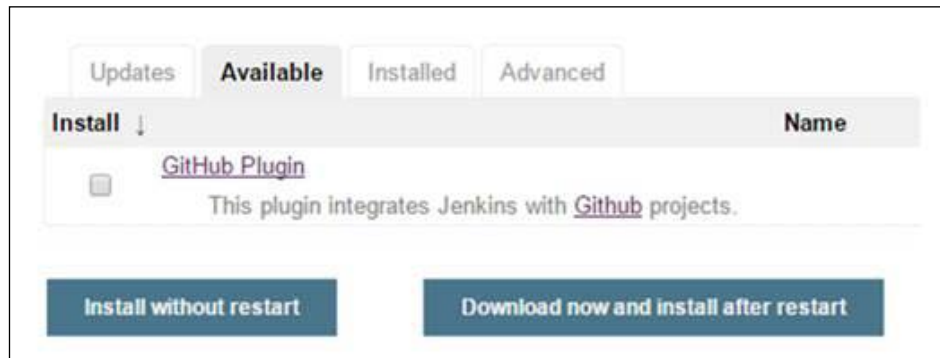 Updates Available Installed Advanced
Install ↓ Name
GitHub Plugin
This plugin integrates Jenkins with Github projects.
Install without restart Download now and install after restart